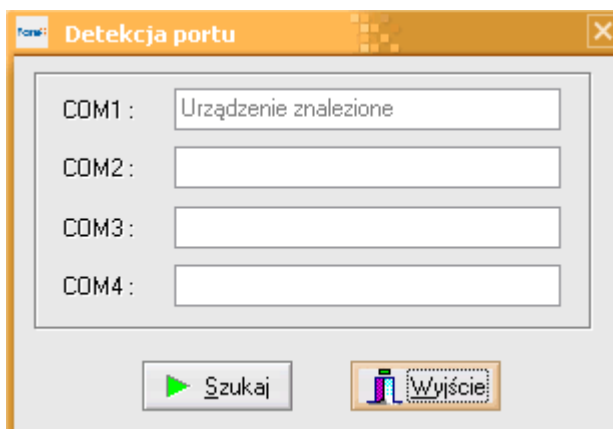 Detekcja portu
COM1 : Urządzenie znalezione
COM2 :
COM3 :
COM4 :
Szukaj
Wyjście